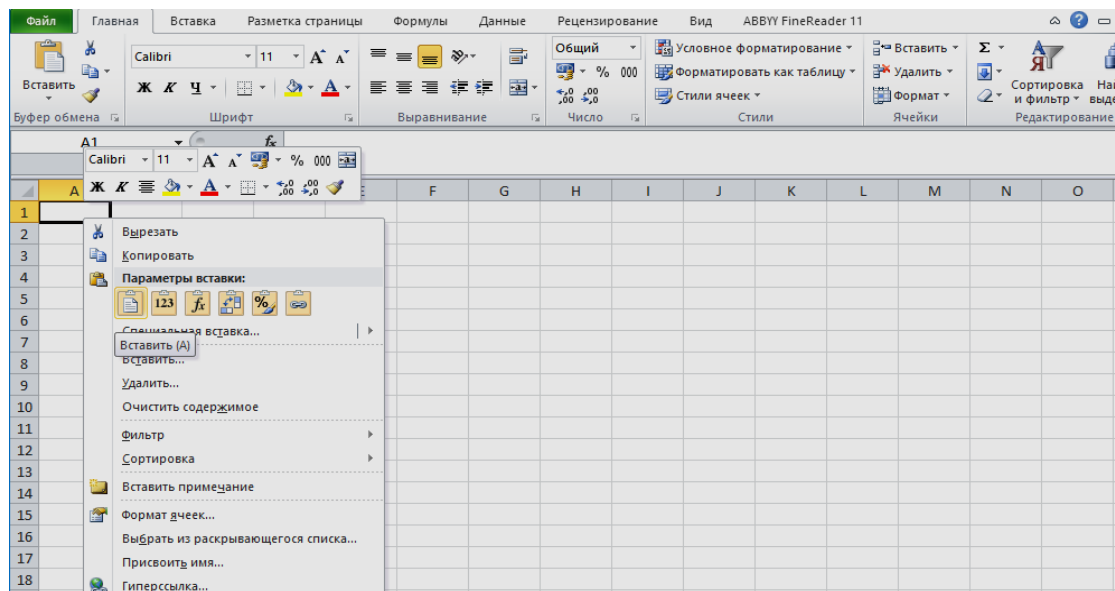 Файл Главная Вставка Разметка страницы Формулы Данные Рецензирование Вид ABBYY FineReader 11
Calibri 11 Общий Условное форматирование Вставить Σ
Вставить Ж К Ч % 000 Форматировать как таблицу Удалить Сортировка
Стили ячеек Формат и фильтр
Буфер обмена Шрифт Выравнивание Число Стили Ячейки Редактирование
A1 fx
Calibri 11 A A % 000
Ж К A
A F G H I J K L M N O
1
2 Вырезать
3 Копировать
4 Параметры вставки:
5 123 fx %
6 Специальная вставка...
7 Вставить (A)
8 Вставить...
9 Удалить...
10 Очистить содержимое
11 Фильтр
12 Сортировка
13
14 Вставить примечание
15 Формат ячеек...
16 Выбрать из раскрывающегося списка...
17 Присвоить имя...
18 Гиперссылка...